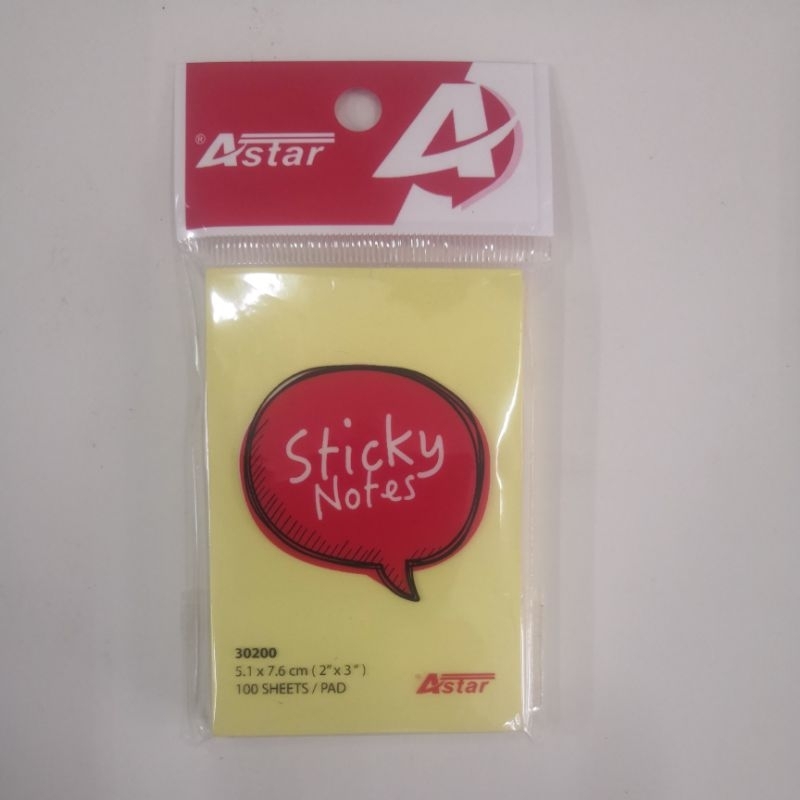 ® Astar
A
Sticky
Notes
30200
5.1 x 7.6 cm ( 2" x 3" )
100 SHEETS / PAD
Astar